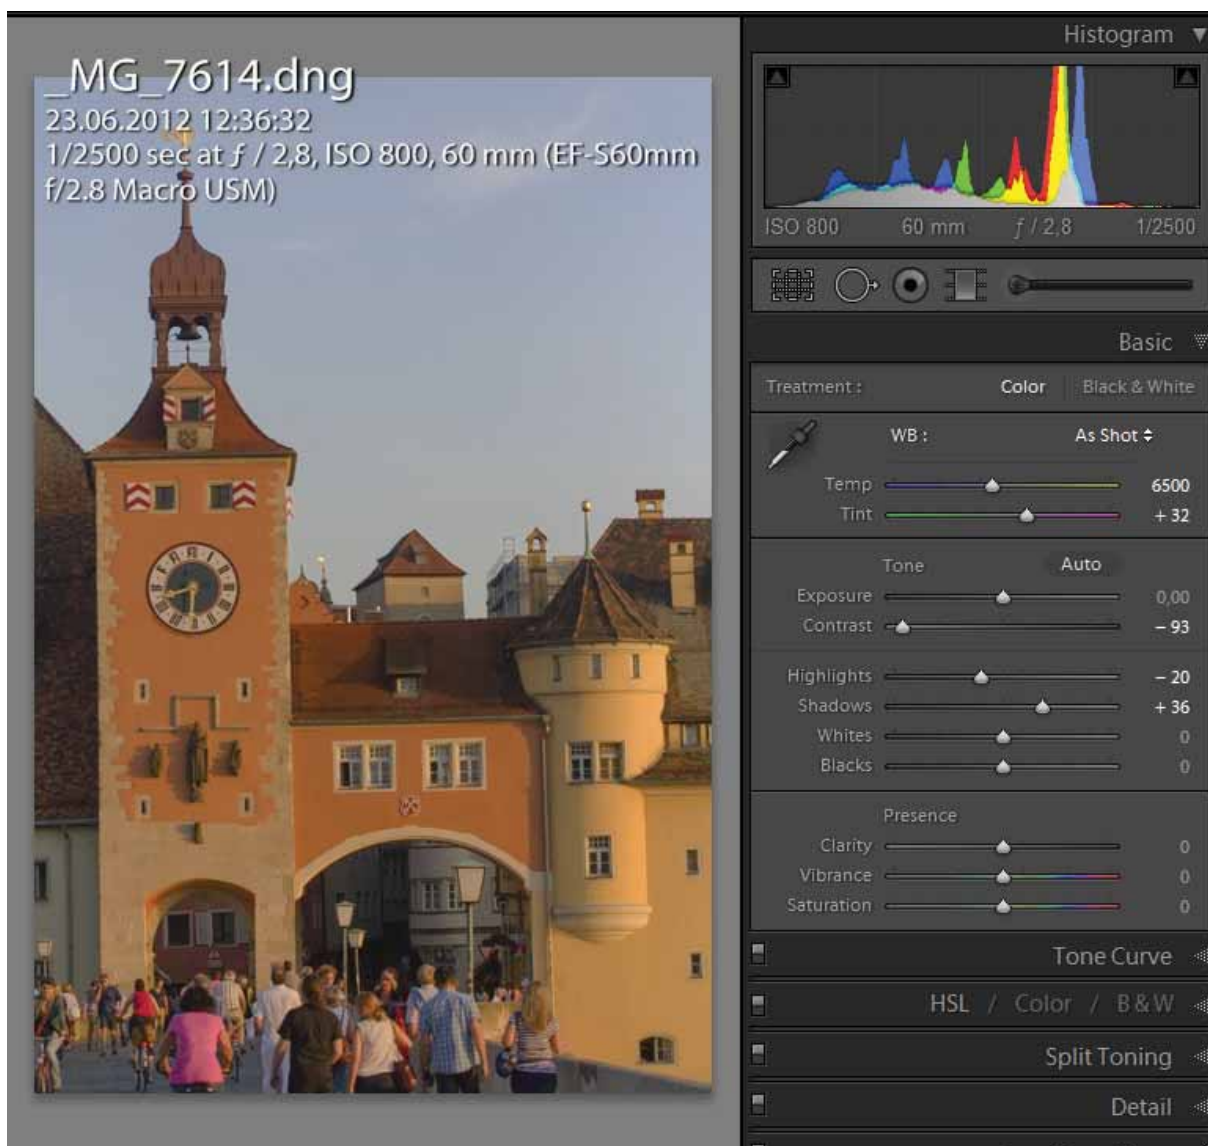 _MG_7614.dng
23.06.2012 12:36:32
1/2500 sec at ƒ / 2,8, ISO 800, 60 mm (EF-S60mm
f/2.8 Macro USM)
Histogram
ISO 800 60 mm ƒ / 2,8 1/2500
Basic
Treatment : Color Black & White
WB : As Shot
Temp 6500
Tint + 32
Tone Auto
Exposure 0,00
Contrast – 93
Highlights – 20
Shadows + 36
Whites 0
Blacks 0
Presence
Clarity 0
Vibrance 0
Saturation 0
Tone Curve
HSL / Color / B & W
Split Toning
Detail